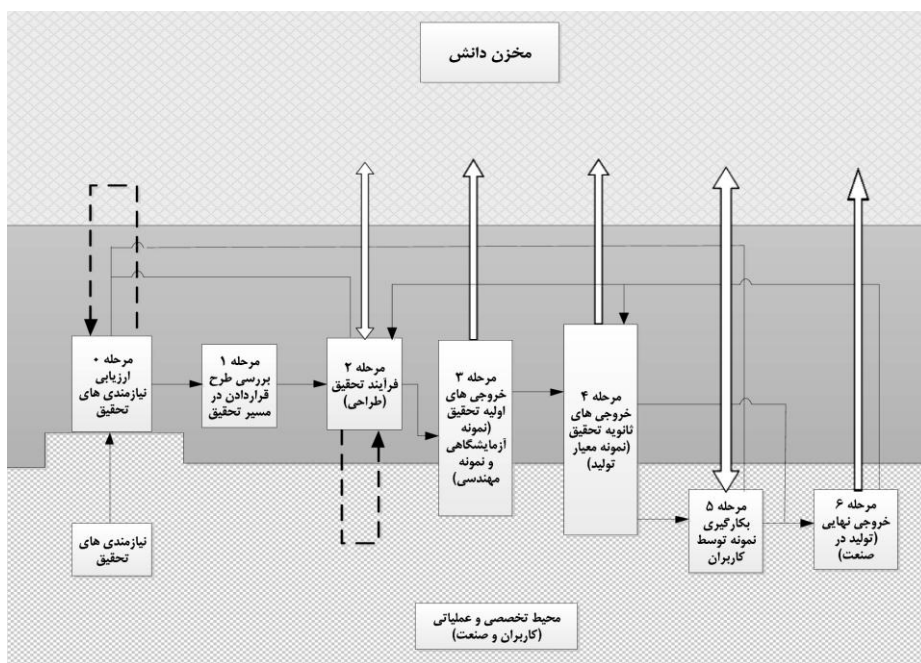 مخزن دانش
مرحله ۰
ارزیابی
نیازمندی های
تحقیق
مرحله ۱
بررسی طرح
قراردادن در
مسیر تحقیق
مرحله ۲
فرآیند تحقیق
(طراحی)
مرحله ۳
خروجی های
اولیه تحقیق
(نمونه
آزمایشگاهی
و نمونه
مهندسی)
مرحله ۴
خروجی های
ثانویه تحقیق
(نمونه معیار
تولید)
مرحله ۵
بکارگیری
نمونه توسط
کاربران
مرحله ۶
خروجی نهایی
(تولید در
صنعت)
نیازمندی های
تحقیق
محیط تخصصی و عملیاتی
(کاربران و صنعت)